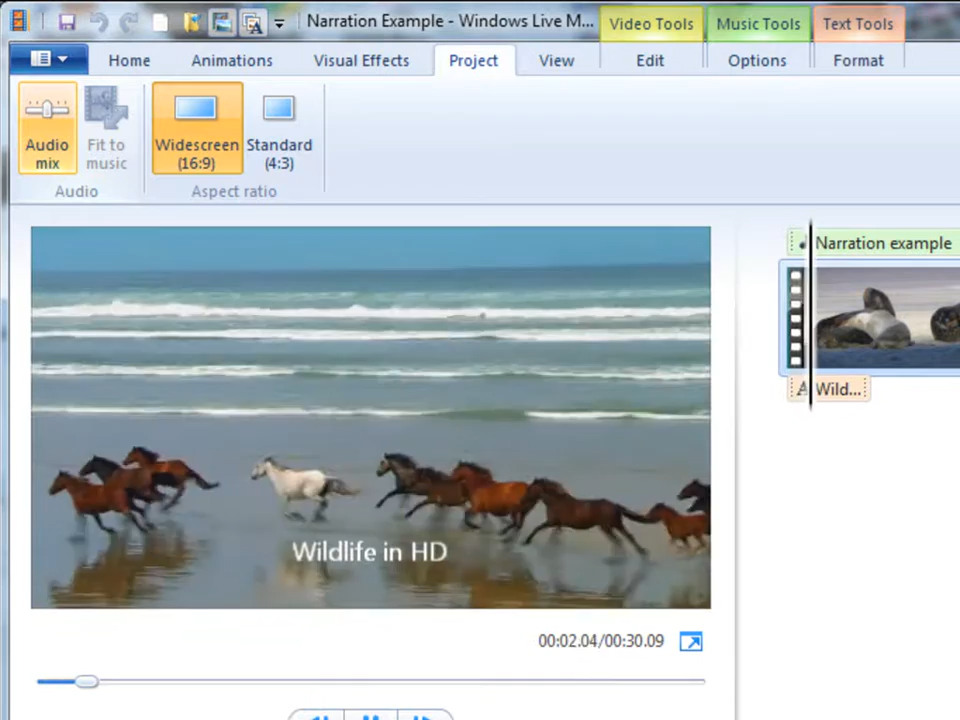 Narration Example - Windows Live M...
Video Tools
Music Tools
Text Tools
Home
Animations
Visual Effects
Project
View
Edit
Options
Format
Audio
mix
Fit to
music
Widescreen
(16:9)
Standard
(4:3)
Audio
Aspect ratio
Narration example
A Wild...
Wildlife in HD
00:02.04/00:30.09